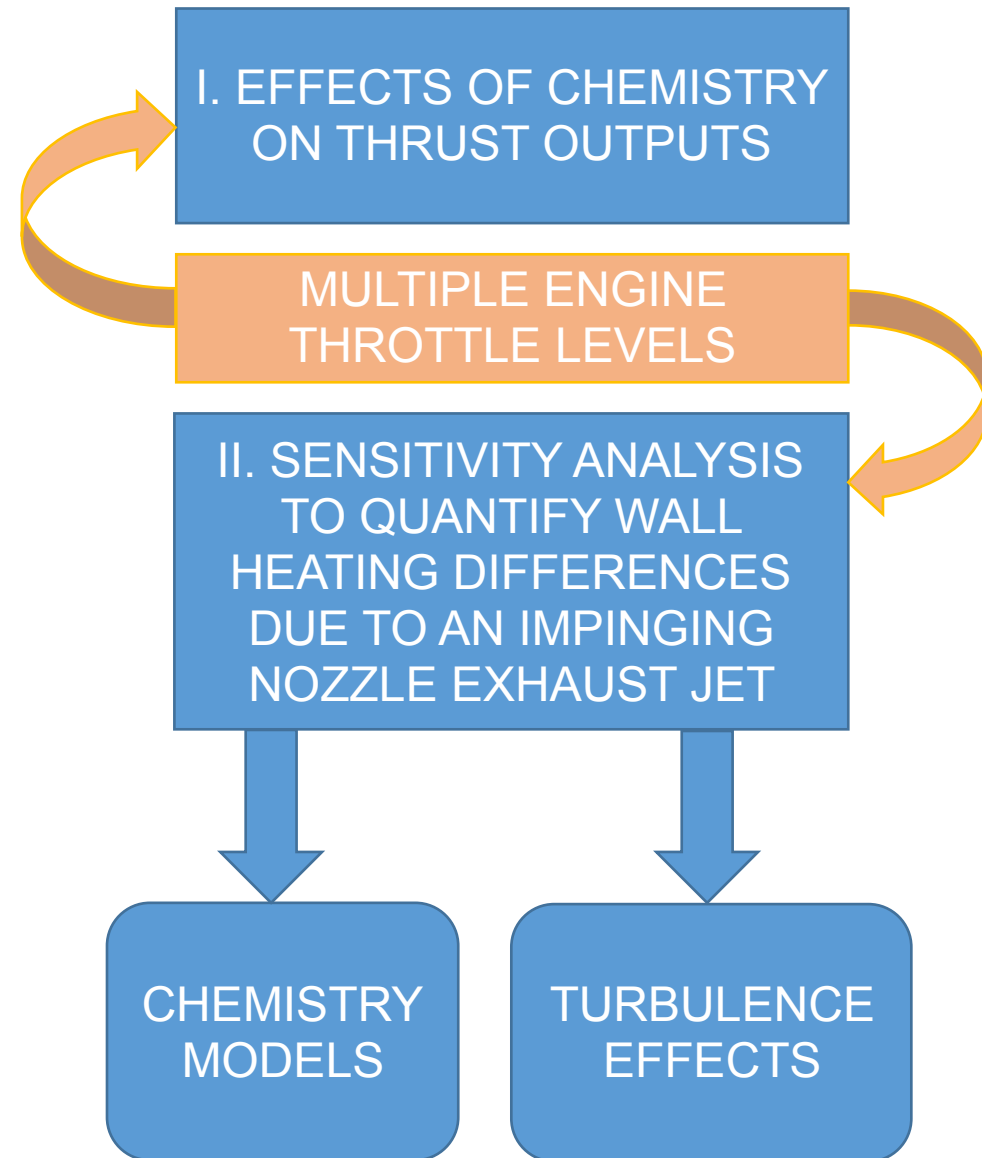 I. EFFECTS OF CHEMISTRY
ON THRUST OUTPUTS
MULTIPLE ENGINE
THROTTLE LEVELS
II. SENSITIVITY ANALYSIS
TO QUANTIFY WALL
HEATING DIFFERENCES
DUE TO AN IMPINGING
NOZZLE EXHAUST JET
CHEMISTRY
MODELS
TURBULENCE
EFFECTS